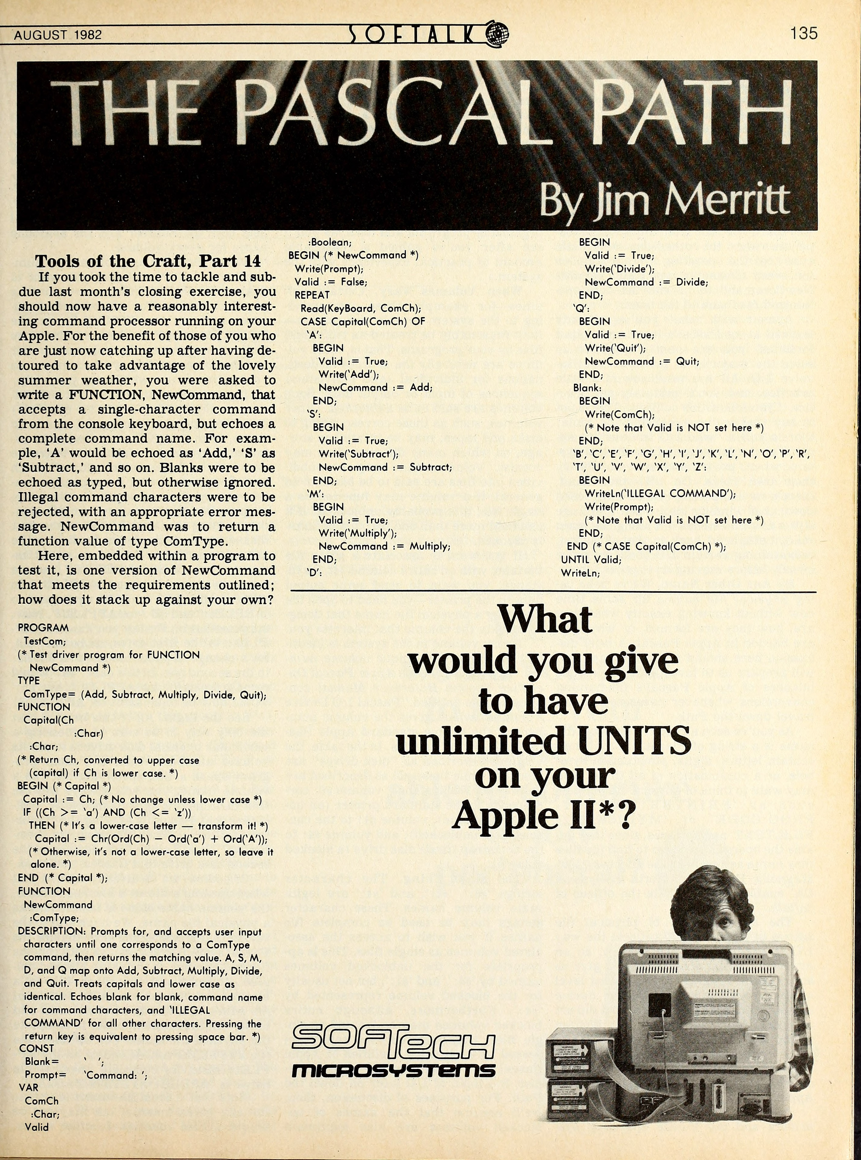 AUGUST 1982
SOFTALK
135
THE PASCAL PATH
By Jim Merritt
Tools of the Craft, Part 14
If you took the time to tackle and sub-
due last month's closing exercise, you
should now have a reasonably interest-
ing command processor running on your
Apple. For the benefit of those of you who
are just now catching up after having de-
toured to take advantage of the lovely
summer weather, you were asked to
write a FUNCTION, NewCommand, that
accepts a single-character command
from the console keyboard, but echoes a
complete command name. For exam-
ple, 'A' would be echoed as 'Add,' 'S' as
'Subtract,' and so on. Blanks were to be
echoed as typed, but otherwise ignored.
Illegal command characters were to be
rejected, with an appropriate error mes-
sage. NewCommand was to return a
function value of type ComType.
Here, embedded within a program to
test it, is one version of NewCommand
that meets the requirements outlined;
how does it stack up against your own?
PROGRAM
TestCom;
(* Test driver program for FUNCTION
NewCommand *)
TYPE
ComType= (Add, Subtract, Multiply, Divide, Quit);
FUNCTION
Capital(Ch
:Char)
:Char;
(* Return Ch, converted to upper case
(capital) if Ch is lower case. *)
BEGIN (* Capital *)
Capital := Ch; (* No change unless lower case *)
IF ((Ch >= 'a') AND (Ch <= 'z'))
THEN (* It's a lower-case letter — transform it! *)
Capital := Chr(Ord(Ch) − Ord('a') + Ord('A'));
(* Otherwise, it's not a lower-case letter, so leave it
alone. *)
END (* Capital *);
FUNCTION
NewCommand
:ComType;
DESCRIPTION: Prompts for, and accepts user input
characters until one corresponds to a ComType
command, then returns the matching value. A, S, M,
D, and Q map onto Add, Subtract, Multiply, Divide,
and Quit. Treats capitals and lower case as
identical. Echoes blank for blank, command name
for command characters, and 'ILLEGAL
COMMAND' for all other characters. Pressing the
return key is equivalent to pressing space bar. *)
CONST
Blank= ' ';
Prompt= 'Command: ';
VAR
ComCh
:Char;
Valid
:Boolean;
BEGIN (* NewCommand *)
Write(Prompt);
Valid := False;
REPEAT
Read(KeyBoard, ComCh);
CASE Capital(ComCh) OF
'A':
BEGIN
Valid := True;
Write('Add');
NewCommand := Add;
END;
'S':
BEGIN
Valid := True;
Write('Subtract');
NewCommand := Subtract;
END;
'M':
BEGIN
Valid := True;
Write('Multiply');
NewCommand := Multiply;
END;
'D':
BEGIN
Valid := True;
Write('Divide');
NewCommand := Divide;
END;
'Q':
BEGIN
Valid := True;
Write('Quit');
NewCommand := Quit;
END;
Blank:
BEGIN
Write(ComCh);
(* Note that Valid is NOT set here *)
END;
'B', 'C', 'E', 'F', 'G', 'H', 'I', 'J', 'K', 'L', 'N', 'O', 'P', 'R',
'T', 'U', 'V', 'W', 'X', 'Y', 'Z':
BEGIN
WriteLn('ILLEGAL COMMAND');
Write(Prompt);
(* Note that Valid is NOT set here *)
END;
END (* CASE Capital(ComCh) *);
UNTIL Valid;
WriteLn;
What
would you give
to have
unlimited UNITS
on your
Apple II*?
SOFTECH
MICROSYSTEMS